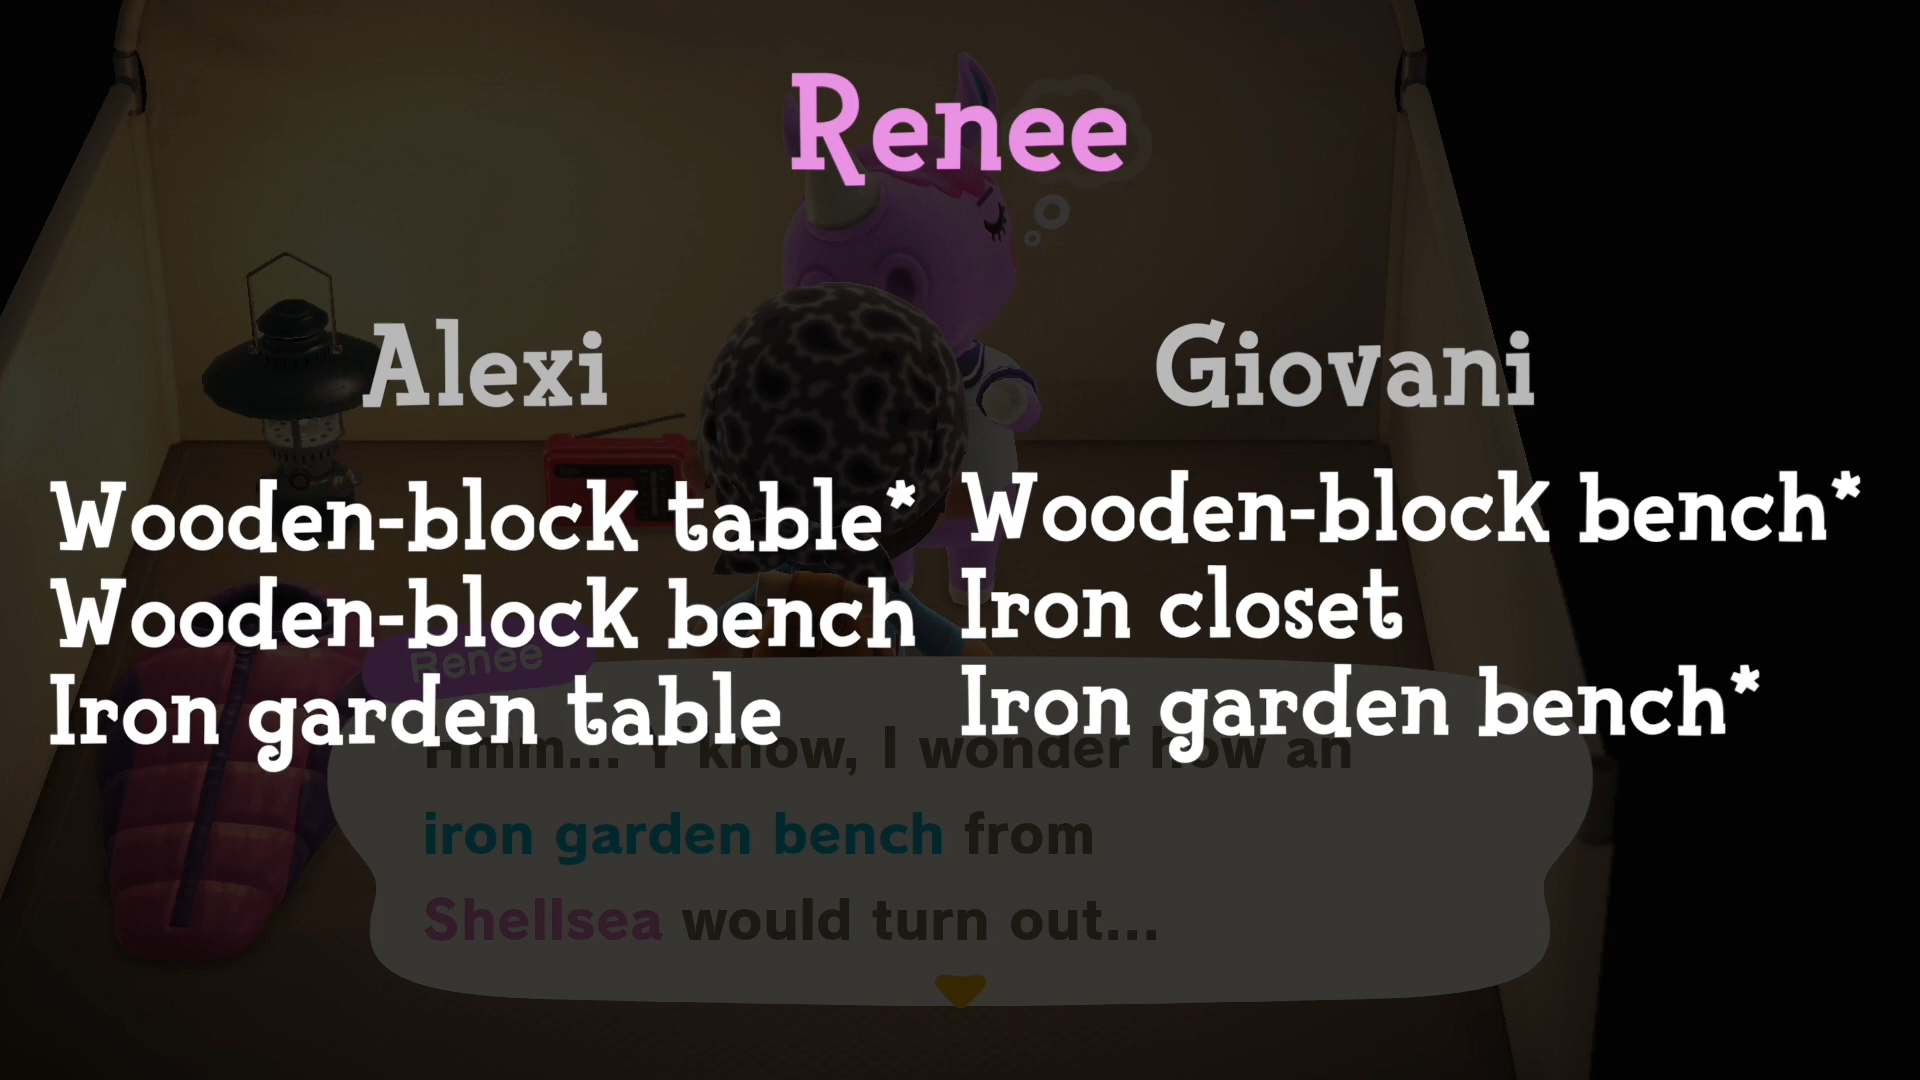 Renee
Alexi
Wooden-block table*
Wooden-block bench
Iron garden table
Giovani
Wooden-block bench*
Iron closet
Iron garden bench*
Renee
Hmm... Y'know, I wonder how an
iron garden bench from
Shellsea would turn out...